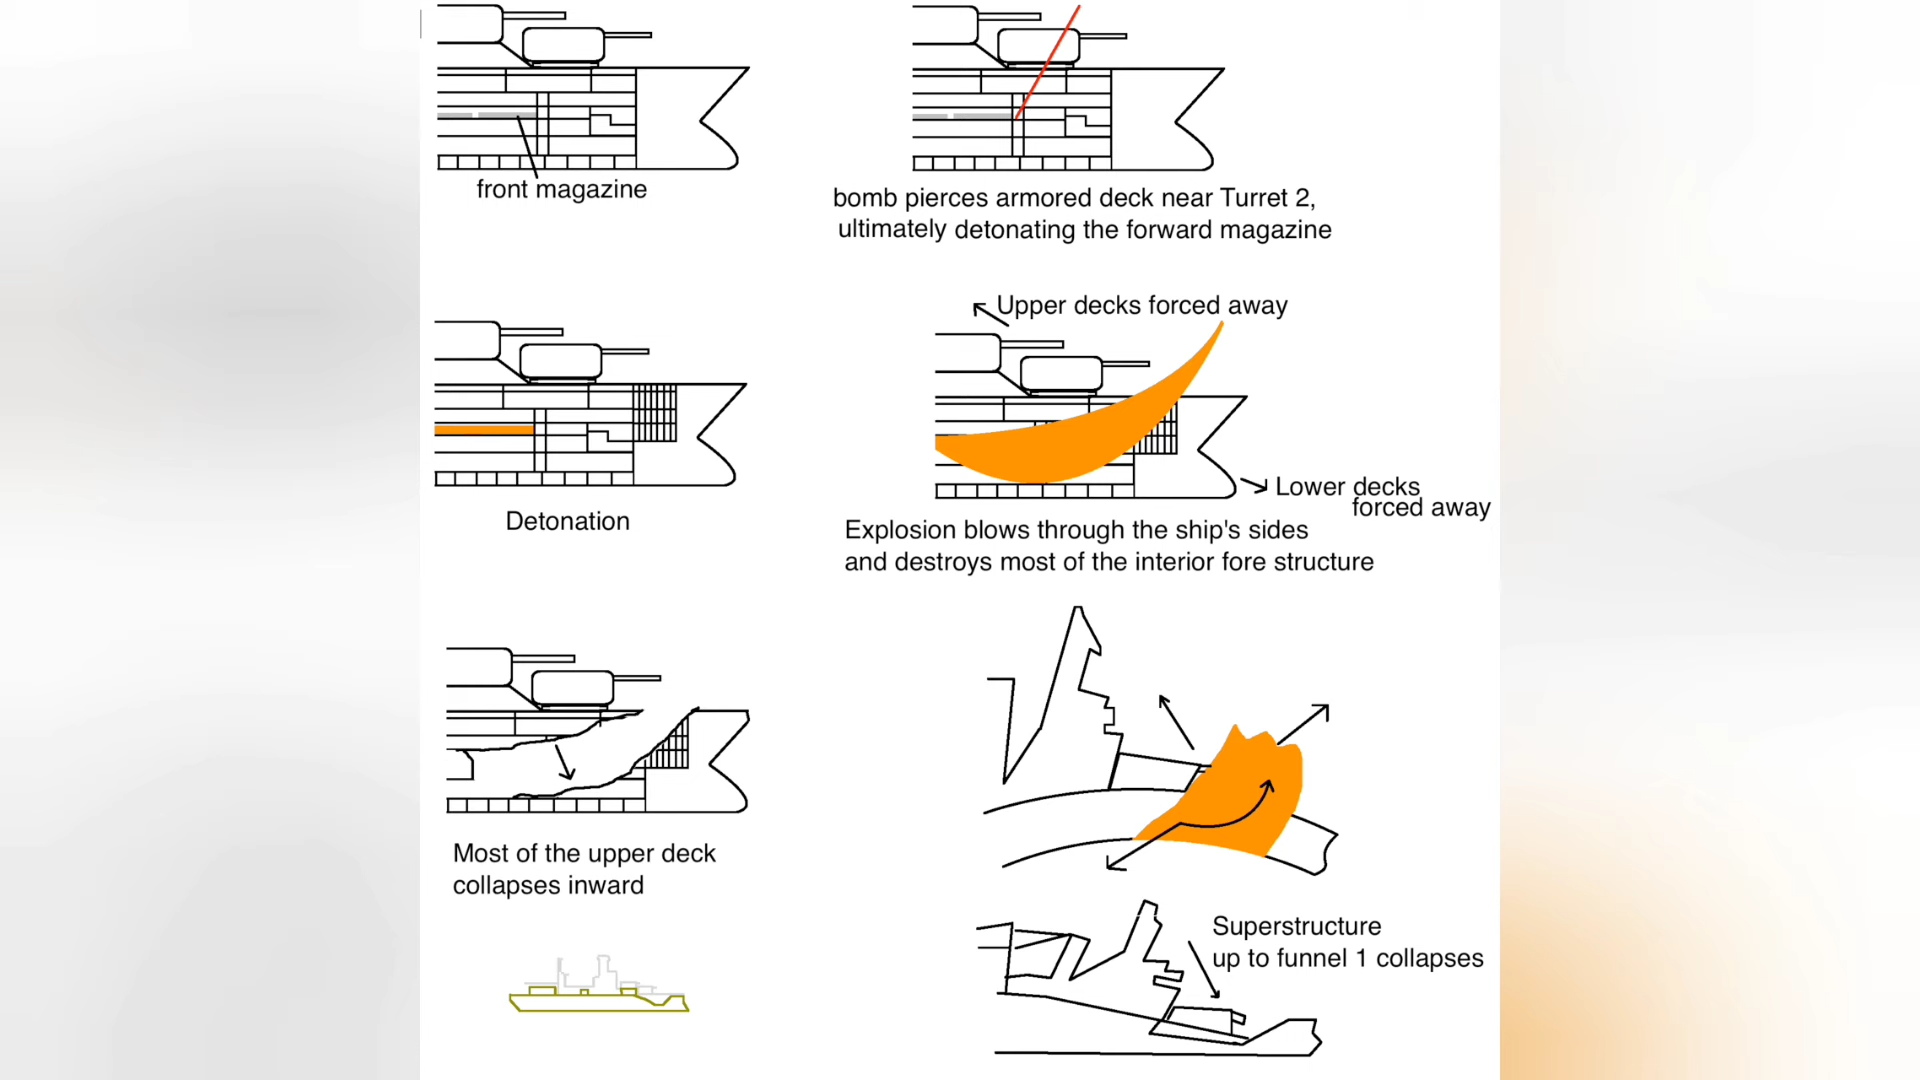 front magazine
bomb pierces armored deck near Turret 2,
ultimately detonating the forward magazine
Detonation
Upper decks forced away
Lower decks
forced away
Explosion blows through the ship's sides
and destroys most of the interior fore structure
Most of the upper deck
collapses inward
Superstructure
up to funnel 1 collapses